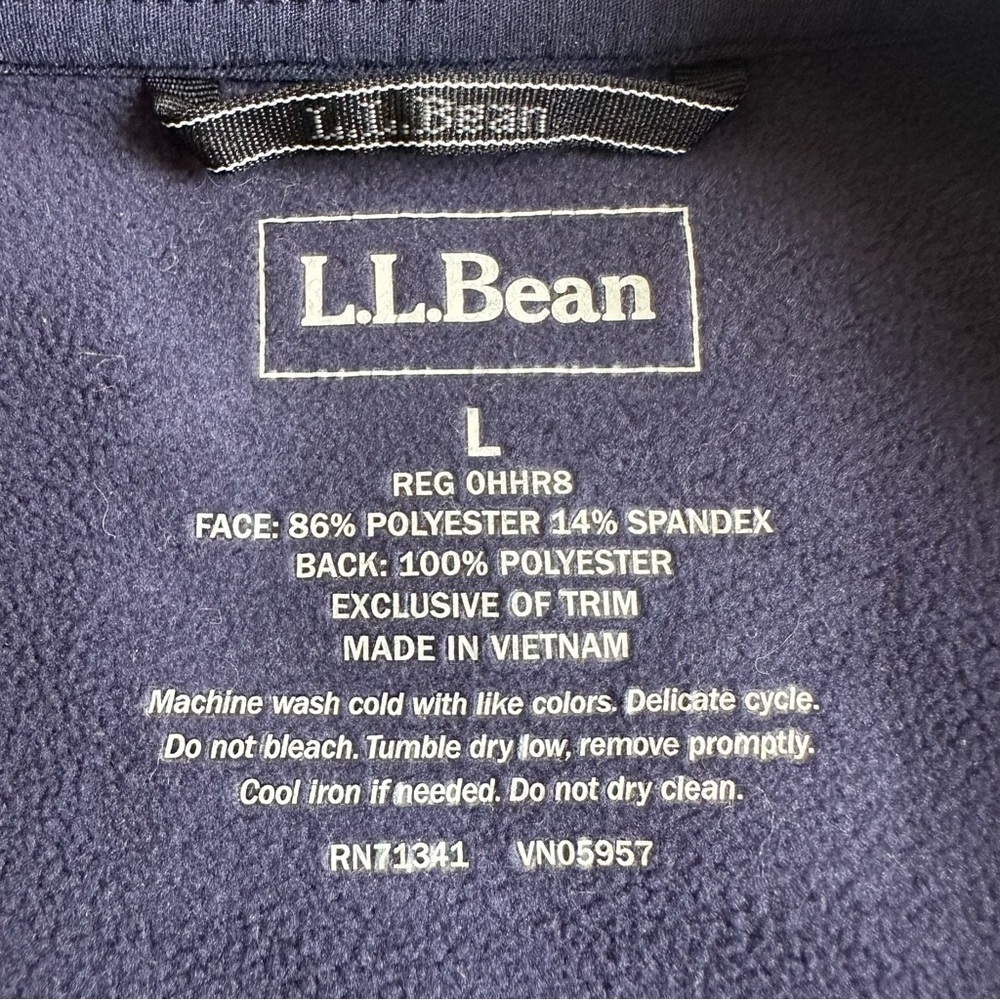 L.L.Bean
L.L.Bean
L
REG 0HHR8
FACE: 86% POLYESTER 14% SPANDEX
BACK: 100% POLYESTER
EXCLUSIVE OF TRIM
MADE IN VIETNAM
Machine wash cold with like colors. Delicate cycle.
Do not bleach. Tumble dry low, remove promptly.
Cool iron if needed. Do not dry clean.
RN71341 VN05957